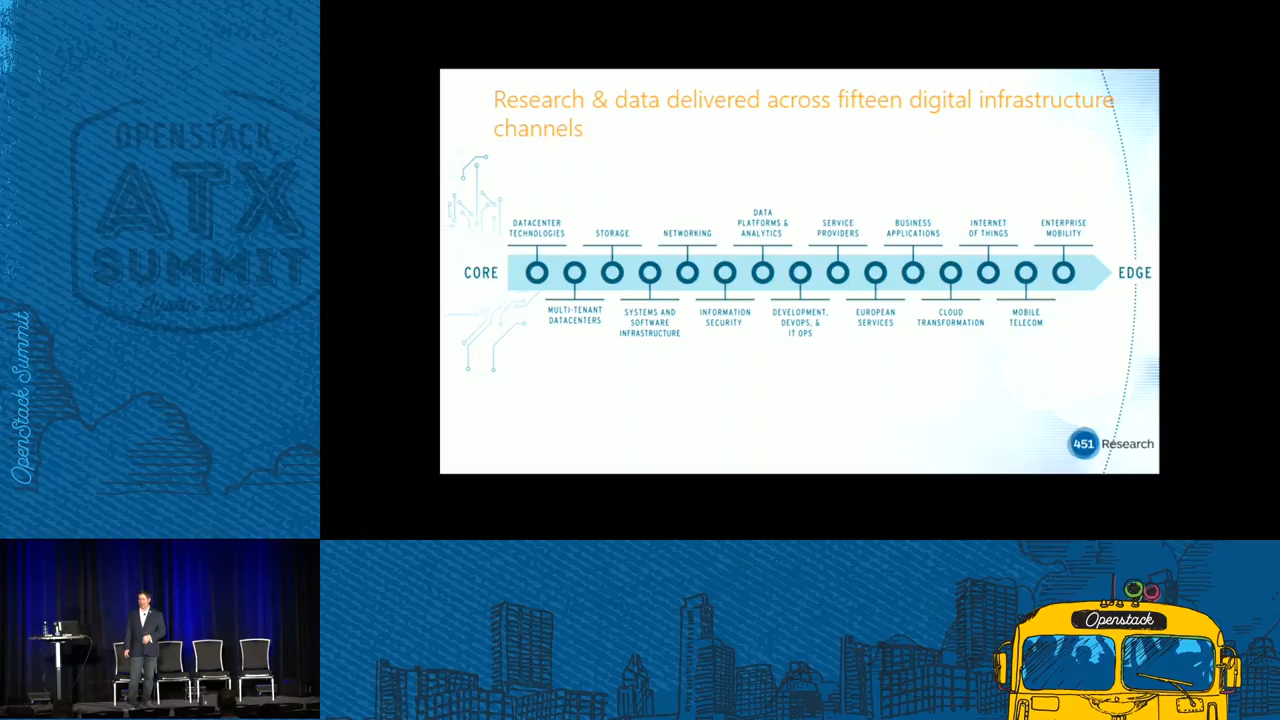 OPENSTACK
ATX
SUMMIT
OpenStack Summit
Research & data delivered across fifteen digital infrastructure
channels
DATACENTER
TECHNOLOGIES
STORAGE
NETWORKING
DATA
PLATFORMS &
ANALYTICS
SERVICE
PROVIDERS
BUSINESS
APPLICATIONS
INTERNET
OF THINGS
ENTERPRISE
MOBILITY
CORE
EDGE
MULTI-TENANT
DATACENTERS
SYSTEMS AND
SOFTWARE
INFRASTRUCTURE
INFORMATION
SECURITY
DEVELOPMENT,
DEVOPS, &
IT OPS
EUROPEAN
SERVICES
CLOUD
TRANSFORMATION
MOBILE
TELECOM
451 Research
Openstack